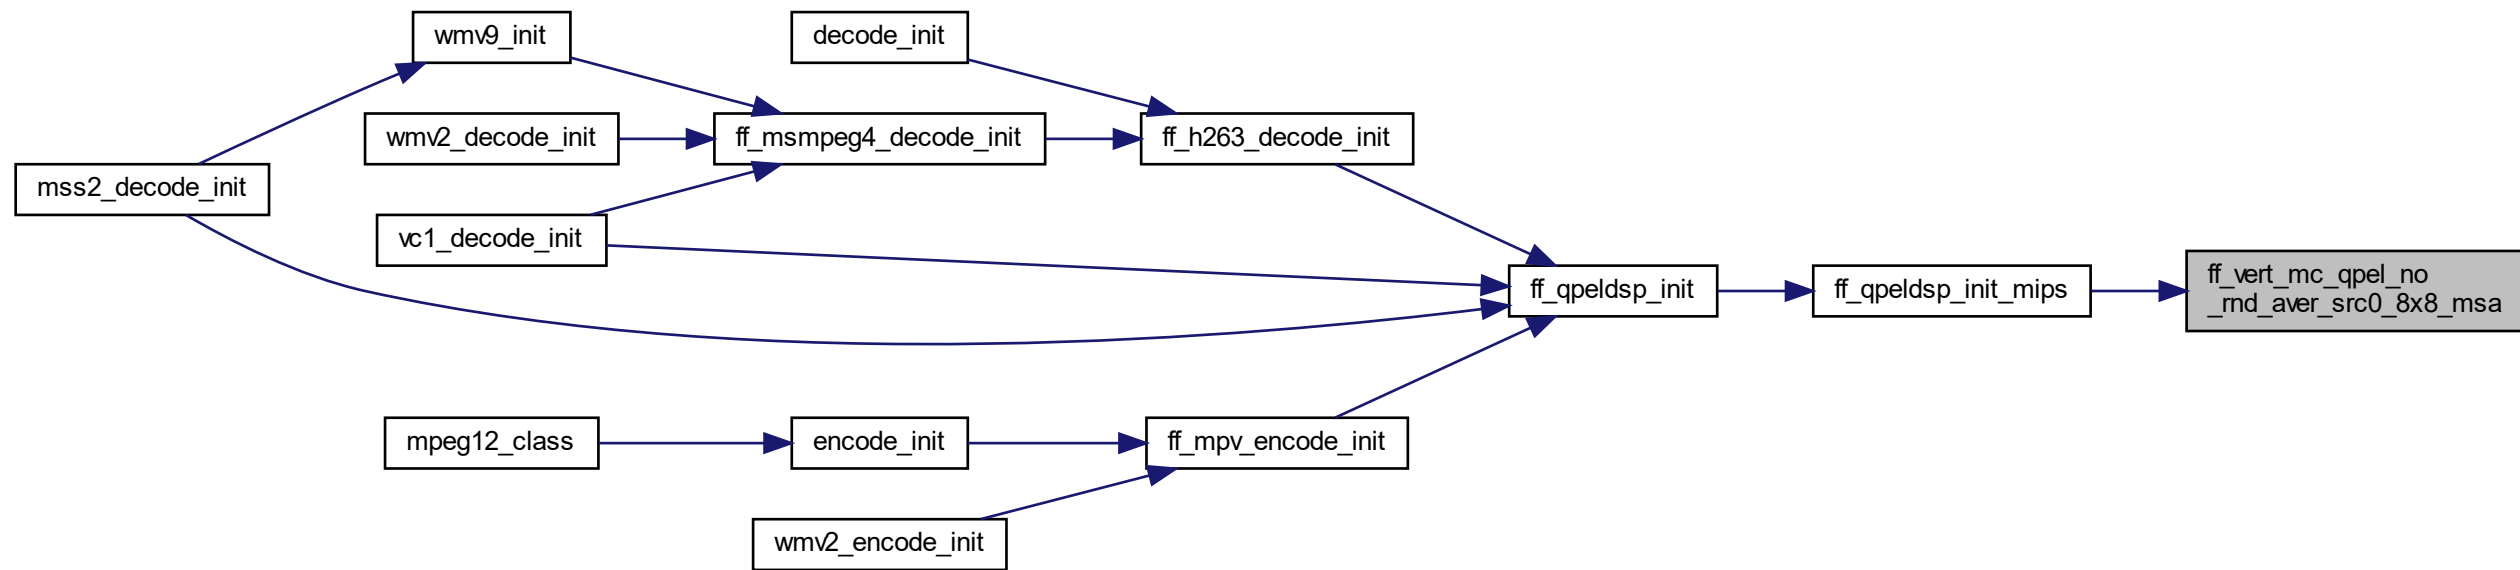 wmv9_init
decode_init
wmv2_decode_init
ff_msmpeg4_decode_init
ff_h263_decode_init
mss2_decode_init
vc1_decode_init
ff_qpeldsp_init
ff_qpeldsp_init_mips
ff_vert_mc_qpel_no
_rnd_aver_src0_8x8_msa
mpeg12_class
encode_init
ff_mpv_encode_init
wmv2_encode_init